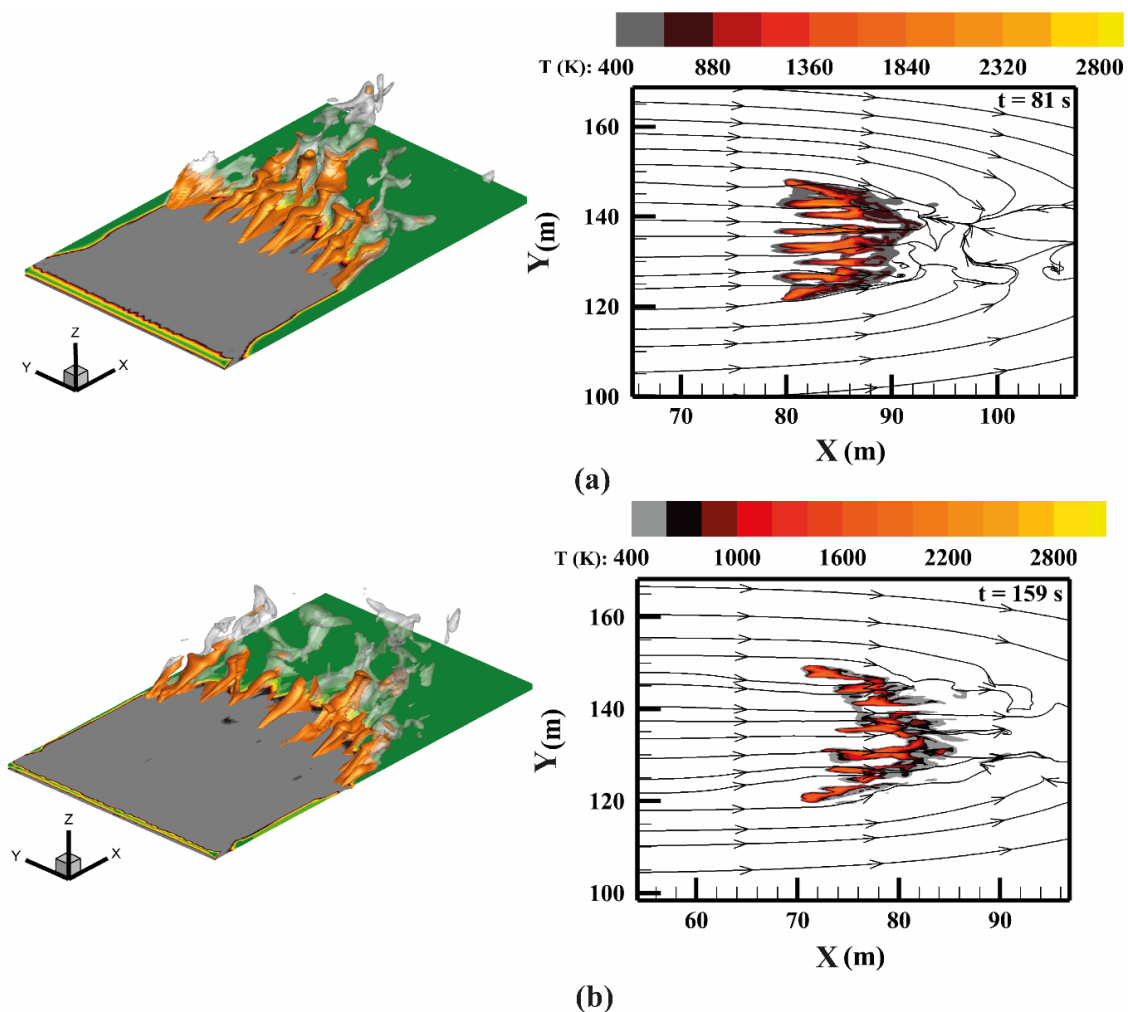 T (K): 400 880 1360 1840 2320 2800
t = 81 s
160
140
120
100
Y (m)
70 80 90 100
X (m)
Z
Y X
(a)
T (K): 400 1000 1600 2200 2800
t = 159 s
160
140
120
100
Y (m)
60 70 80 90
X (m)
Z
Y X
(b)